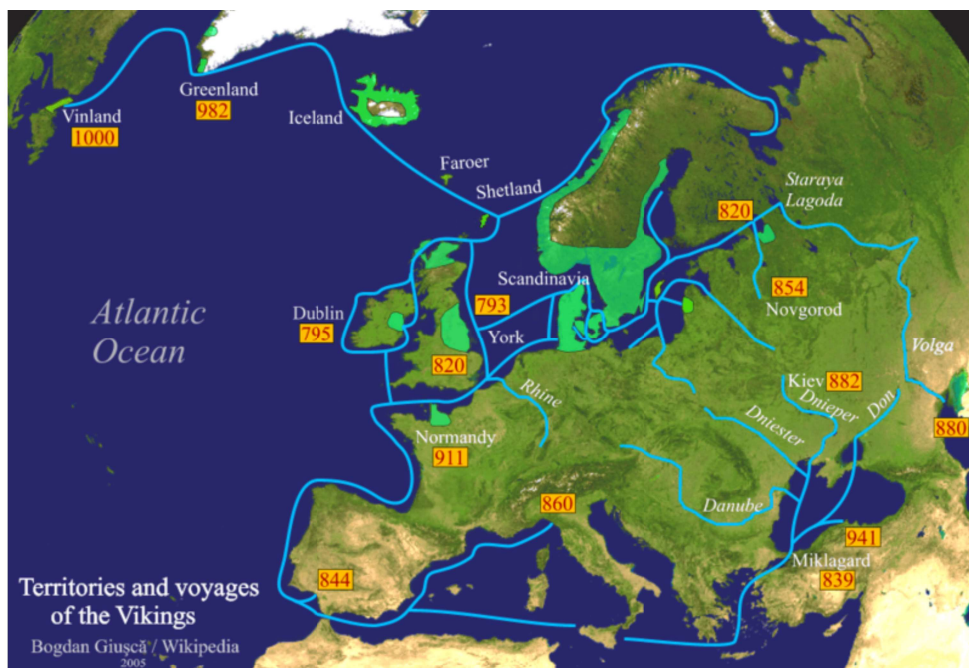 Greenland
982
Vinland
1000
Iceland
Faroer
Shetland
Staraya
Lagoda
820
Scandinavia
793
854
Novgorod
Dublin
795
Atlantic
Ocean
York
820
Volga
Rhine
Kiev 882
Dnieper
Don
Dniester
880
Normandy
911
860
Danube
941
Miklagard
839
844
Territories and voyages
of the Vikings
Bogdan Giuşcă / Wikipedia
2005